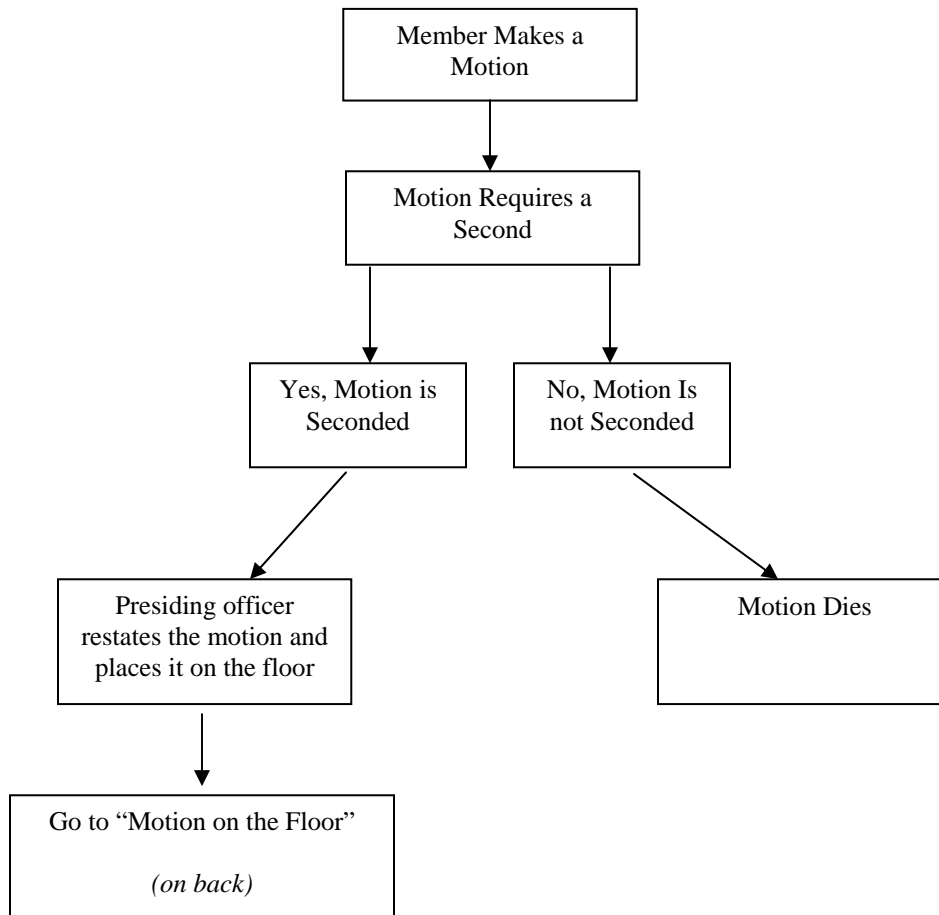 Member Makes a
Motion
Motion Requires a
Second
Yes, Motion is
Seconded
No, Motion Is
not Seconded
Presiding officer
restates the motion and
places it on the floor
Motion Dies
Go to “Motion on the Floor”
(on back)